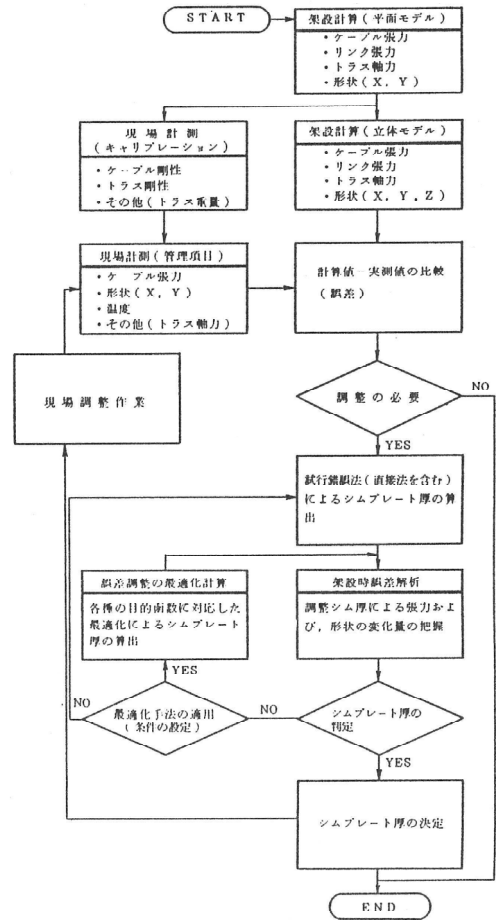 START
架設計算(平面モデル)
・ケーブル張力
・リンク張力
・トラス軸力
・形状(X,Y)
現場計測
(キャリブレーション)
・ケーブル剛性
・トラス剛性
・その他(トラス重量)
架設計算(立体モデル)
・ケーブル張力
・リンク張力
・トラス軸力
・形状(X,Y,Z)
現場計測(管理項目)
・ケーブル張力
・形状(X,Y)
・温度
・その他(トラス軸力)
計算値-実測値の比較
(誤差)
現場調整作業
調整の必要
NO
YES
試行錯誤法(直接法を含む)
によるシムプレート厚の算
出
誤差調整の最適化計算
各種の目的函数に対応した
最適化によるシムプレート
厚の算出
架設時誤差解析
調整シム厚による張力およ
び,形状の変化量の把握
YES
NO
最適化手法の適用
(条件の設定)
NO
シムプレート厚の
判定
YES
シムプレート厚の決定
END